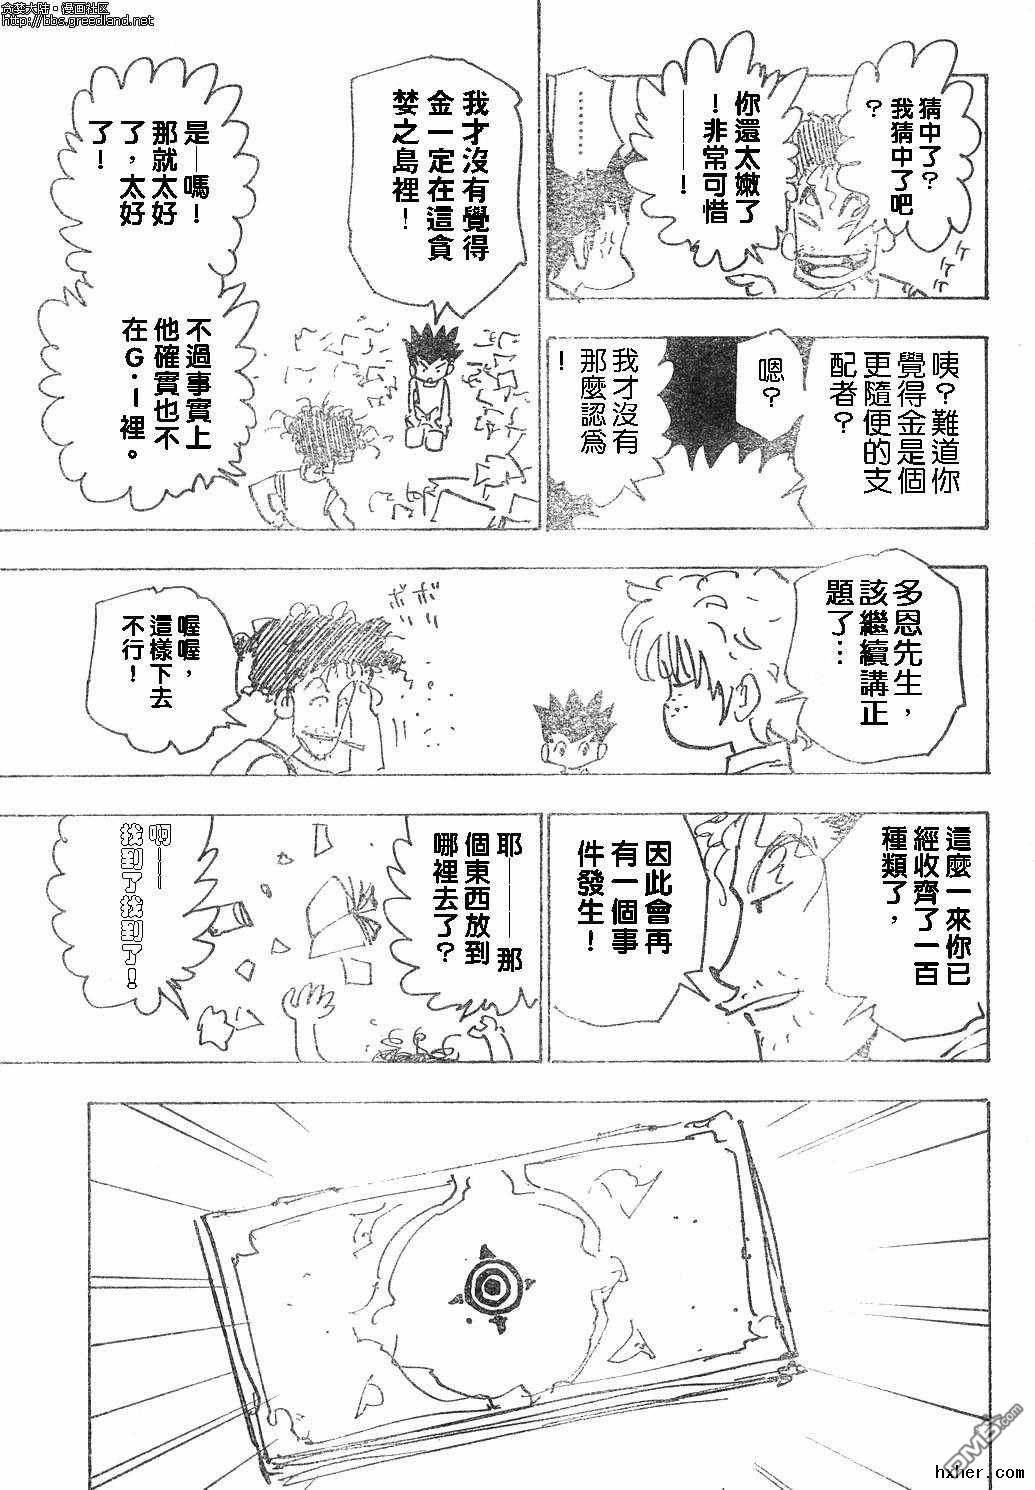 贪婪大陆·漫画社区
http://bbs.greedland.net
猜中了?
我猜中了吧
?
你還太嫩了
!非常可惜
——!
………
咦?難道你
覺得金是個
更隨便的支
配者?
嗯?
我才沒有
那麼認爲
!
我才沒有覺得
金一定在這貪
婪之島裡!
是—嗎!
那就太好
了,太好
了!
不過事實上
他確實也不
在G·I裡。
多恩先生,
該繼續講正
題了…
ボボ
喔喔,
這樣下去
不行!
這麼一來你已
經收齊了一百
種類了,
因此會再
有一個事
件發生!
耶——那
個東西放到
哪裡去了?
啊——
找到了找到了!
DM5.com
hxher.com